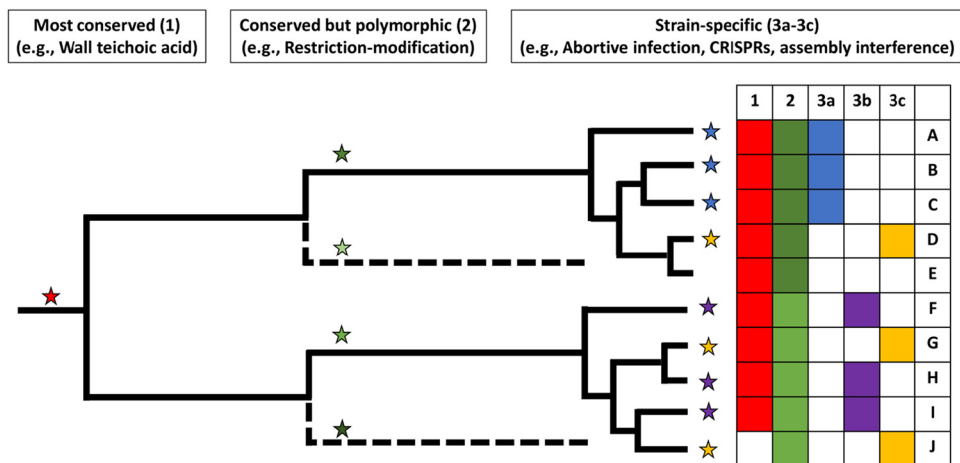 Most conserved (1)
(e.g., Wall teichoic acid)
Conserved but polymorphic (2)
(e.g., Restriction-modification)
Strain-specific (3a-3c)
(e.g., Abortive infection, CRISPRs, assembly interference)
1 2 3a 3b 3c
A
B
C
D
E
F
G
H
I
J